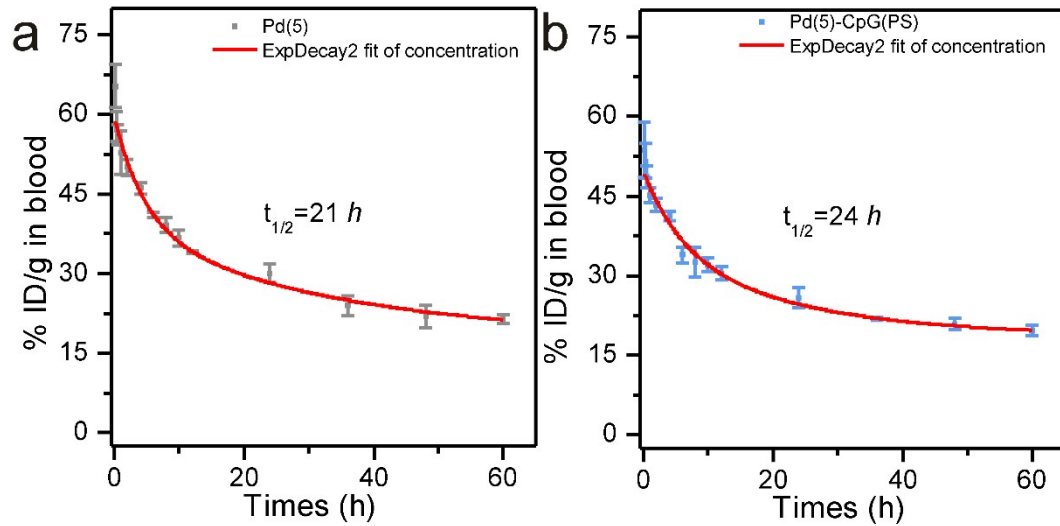 a
Pd(5)
ExpDecay2 fit of concentration
% ID/g in blood
75
60
45
30
15
0
t1/2=21 h
0
20
40
60
Times (h)
b
Pd(5)-CpG(PS)
ExpDecay2 fit of concentration
% ID/g in blood
75
60
45
30
15
0
t1/2=24 h
0
20
40
60
Times (h)